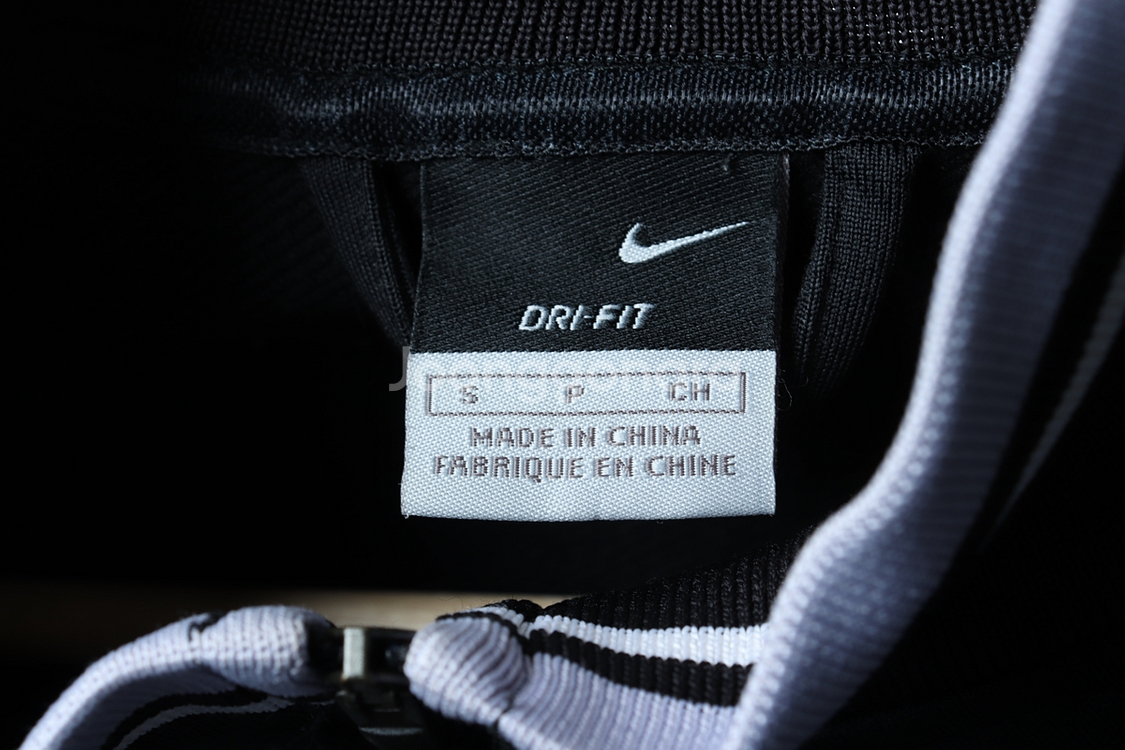 DRI-FIT
S P CH
MADE IN CHINA
FABRIQUE EN CHINE